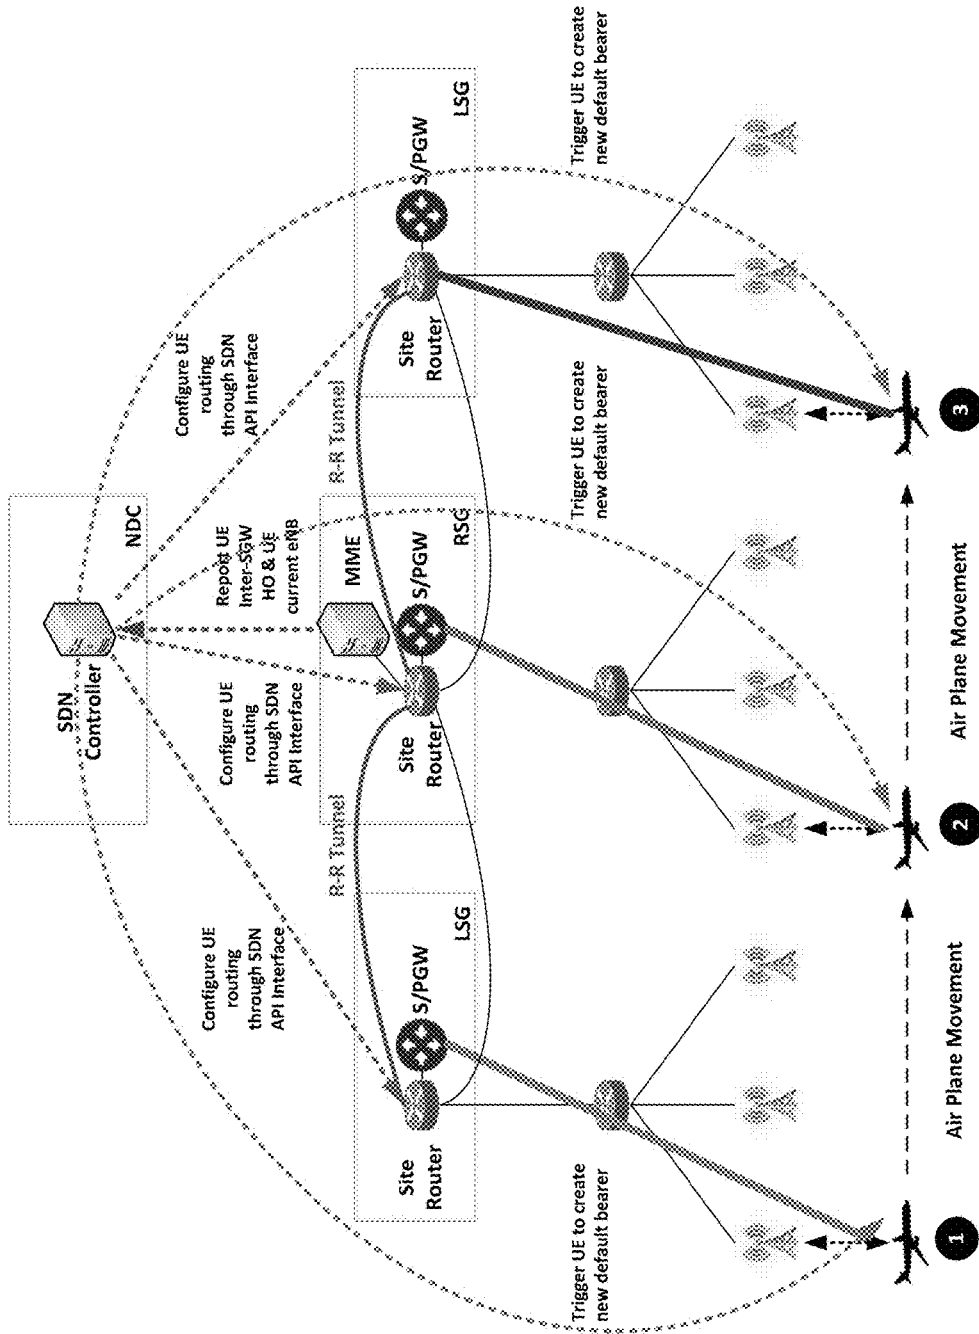 SDN
Controller
NDC
Configure UE
routing
through SDN
API Interface
Configure UE
routing
through SDN
API Interface
Report UE
Inter-SGW
HO & UE
current eNB
Configure UE
routing
through SDN
API Interface
R-R Tunnel
R-R Tunnel
MME
Site
Router
S/PGW
LSG
Site
Router
S/PGW
RSG
Site
Router
S/PGW
LSG
Trigger UE to create
new default bearer
Trigger UE to create
new default bearer
Trigger UE to create
new default bearer
1
Air Plane Movement
2
Air Plane Movement
3